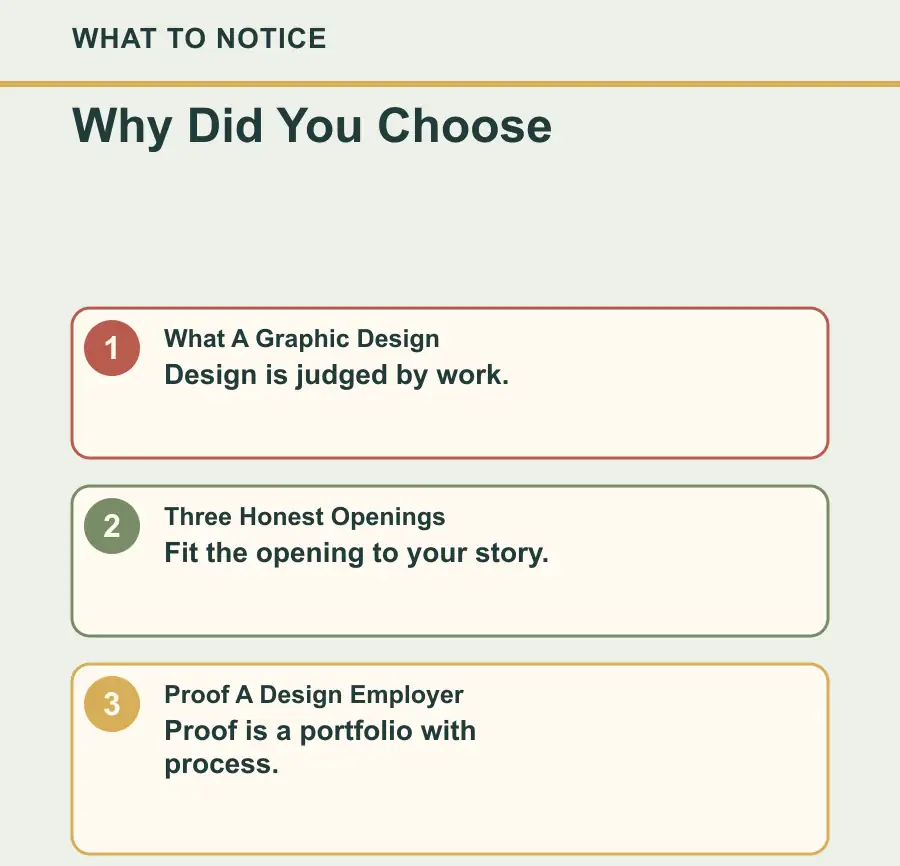 WHAT TO NOTICE
Why Did You Choose
1
What A Graphic Design
Design is judged by work.
2
Three Honest Openings
Fit the opening to your story.
3
Proof A Design Employer
Proof is a portfolio with
process.